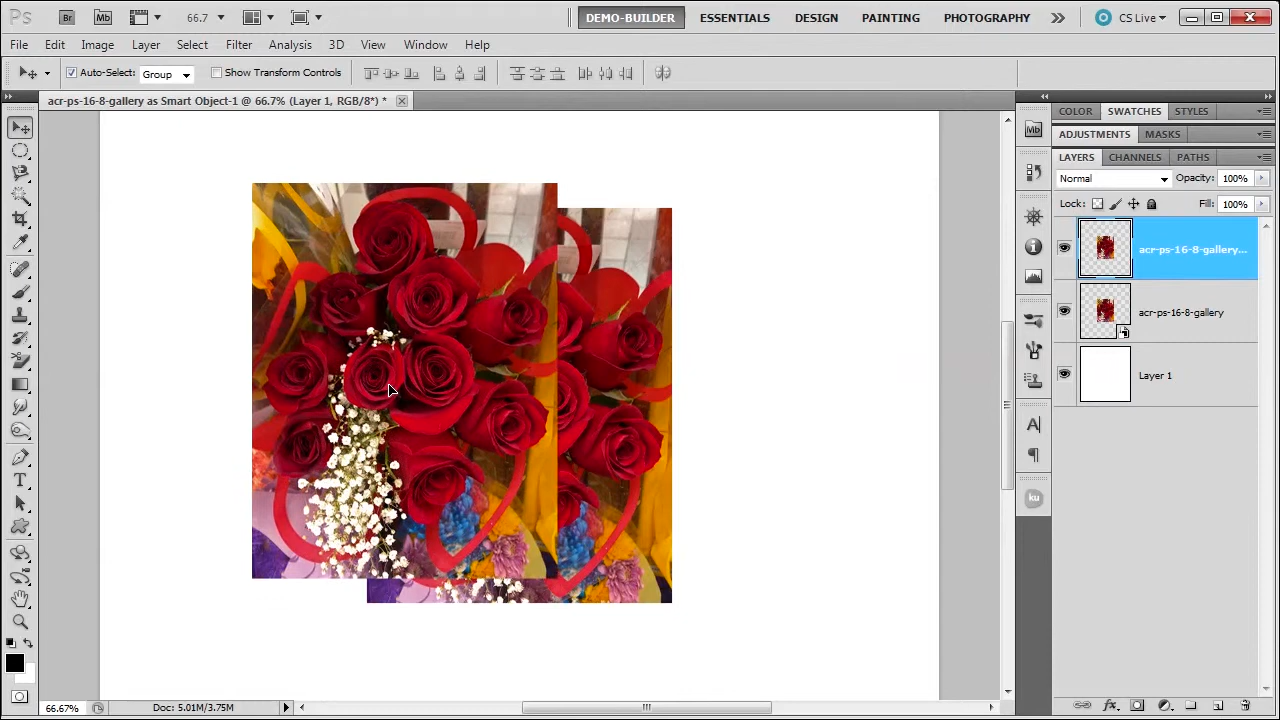 Ps Br Mb 66.7 DEMO-BUILDER ESSENTIALS DESIGN PAINTING PHOTOGRAPHY CS Live
File Edit Image Layer Select Filter Analysis 3D View Window Help
Auto-Select: Group Show Transform Controls
acr-ps-16-8-gallery as Smart Object-1 @ 66.7% (Layer 1, RGB/8*) *
COLOR SWATCHES STYLES
Mb
ADJUSTMENTS MASKS
LAYERS CHANNELS PATHS
Normal Opacity: 100%
Lock: Fill: 100%
acr-ps-16-8-gallery...
acr-ps-16-8-gallery
Layer 1
A
ku
T
fx
66.67% Doc: 5.01M/3.75M